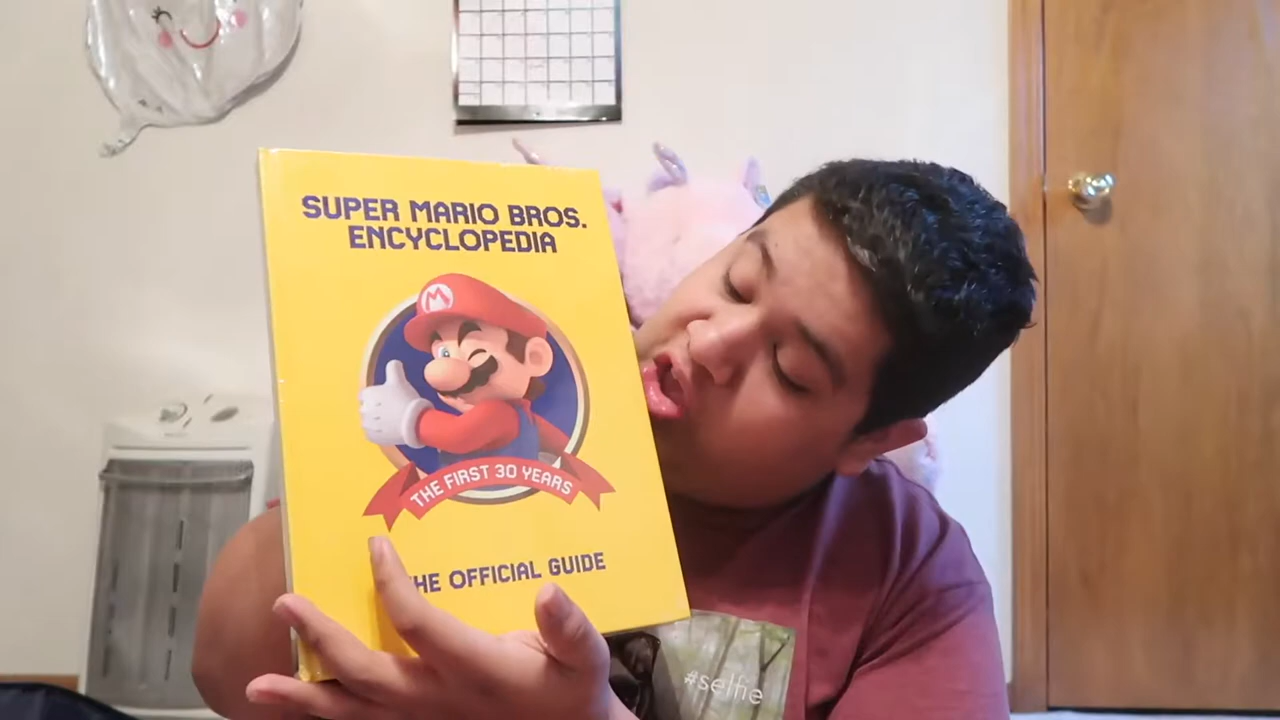 SUPER MARIO BROS.
ENCYCLOPEDIA
M
THE FIRST 30 YEARS
HE OFFICIAL GUIDE
#selfie